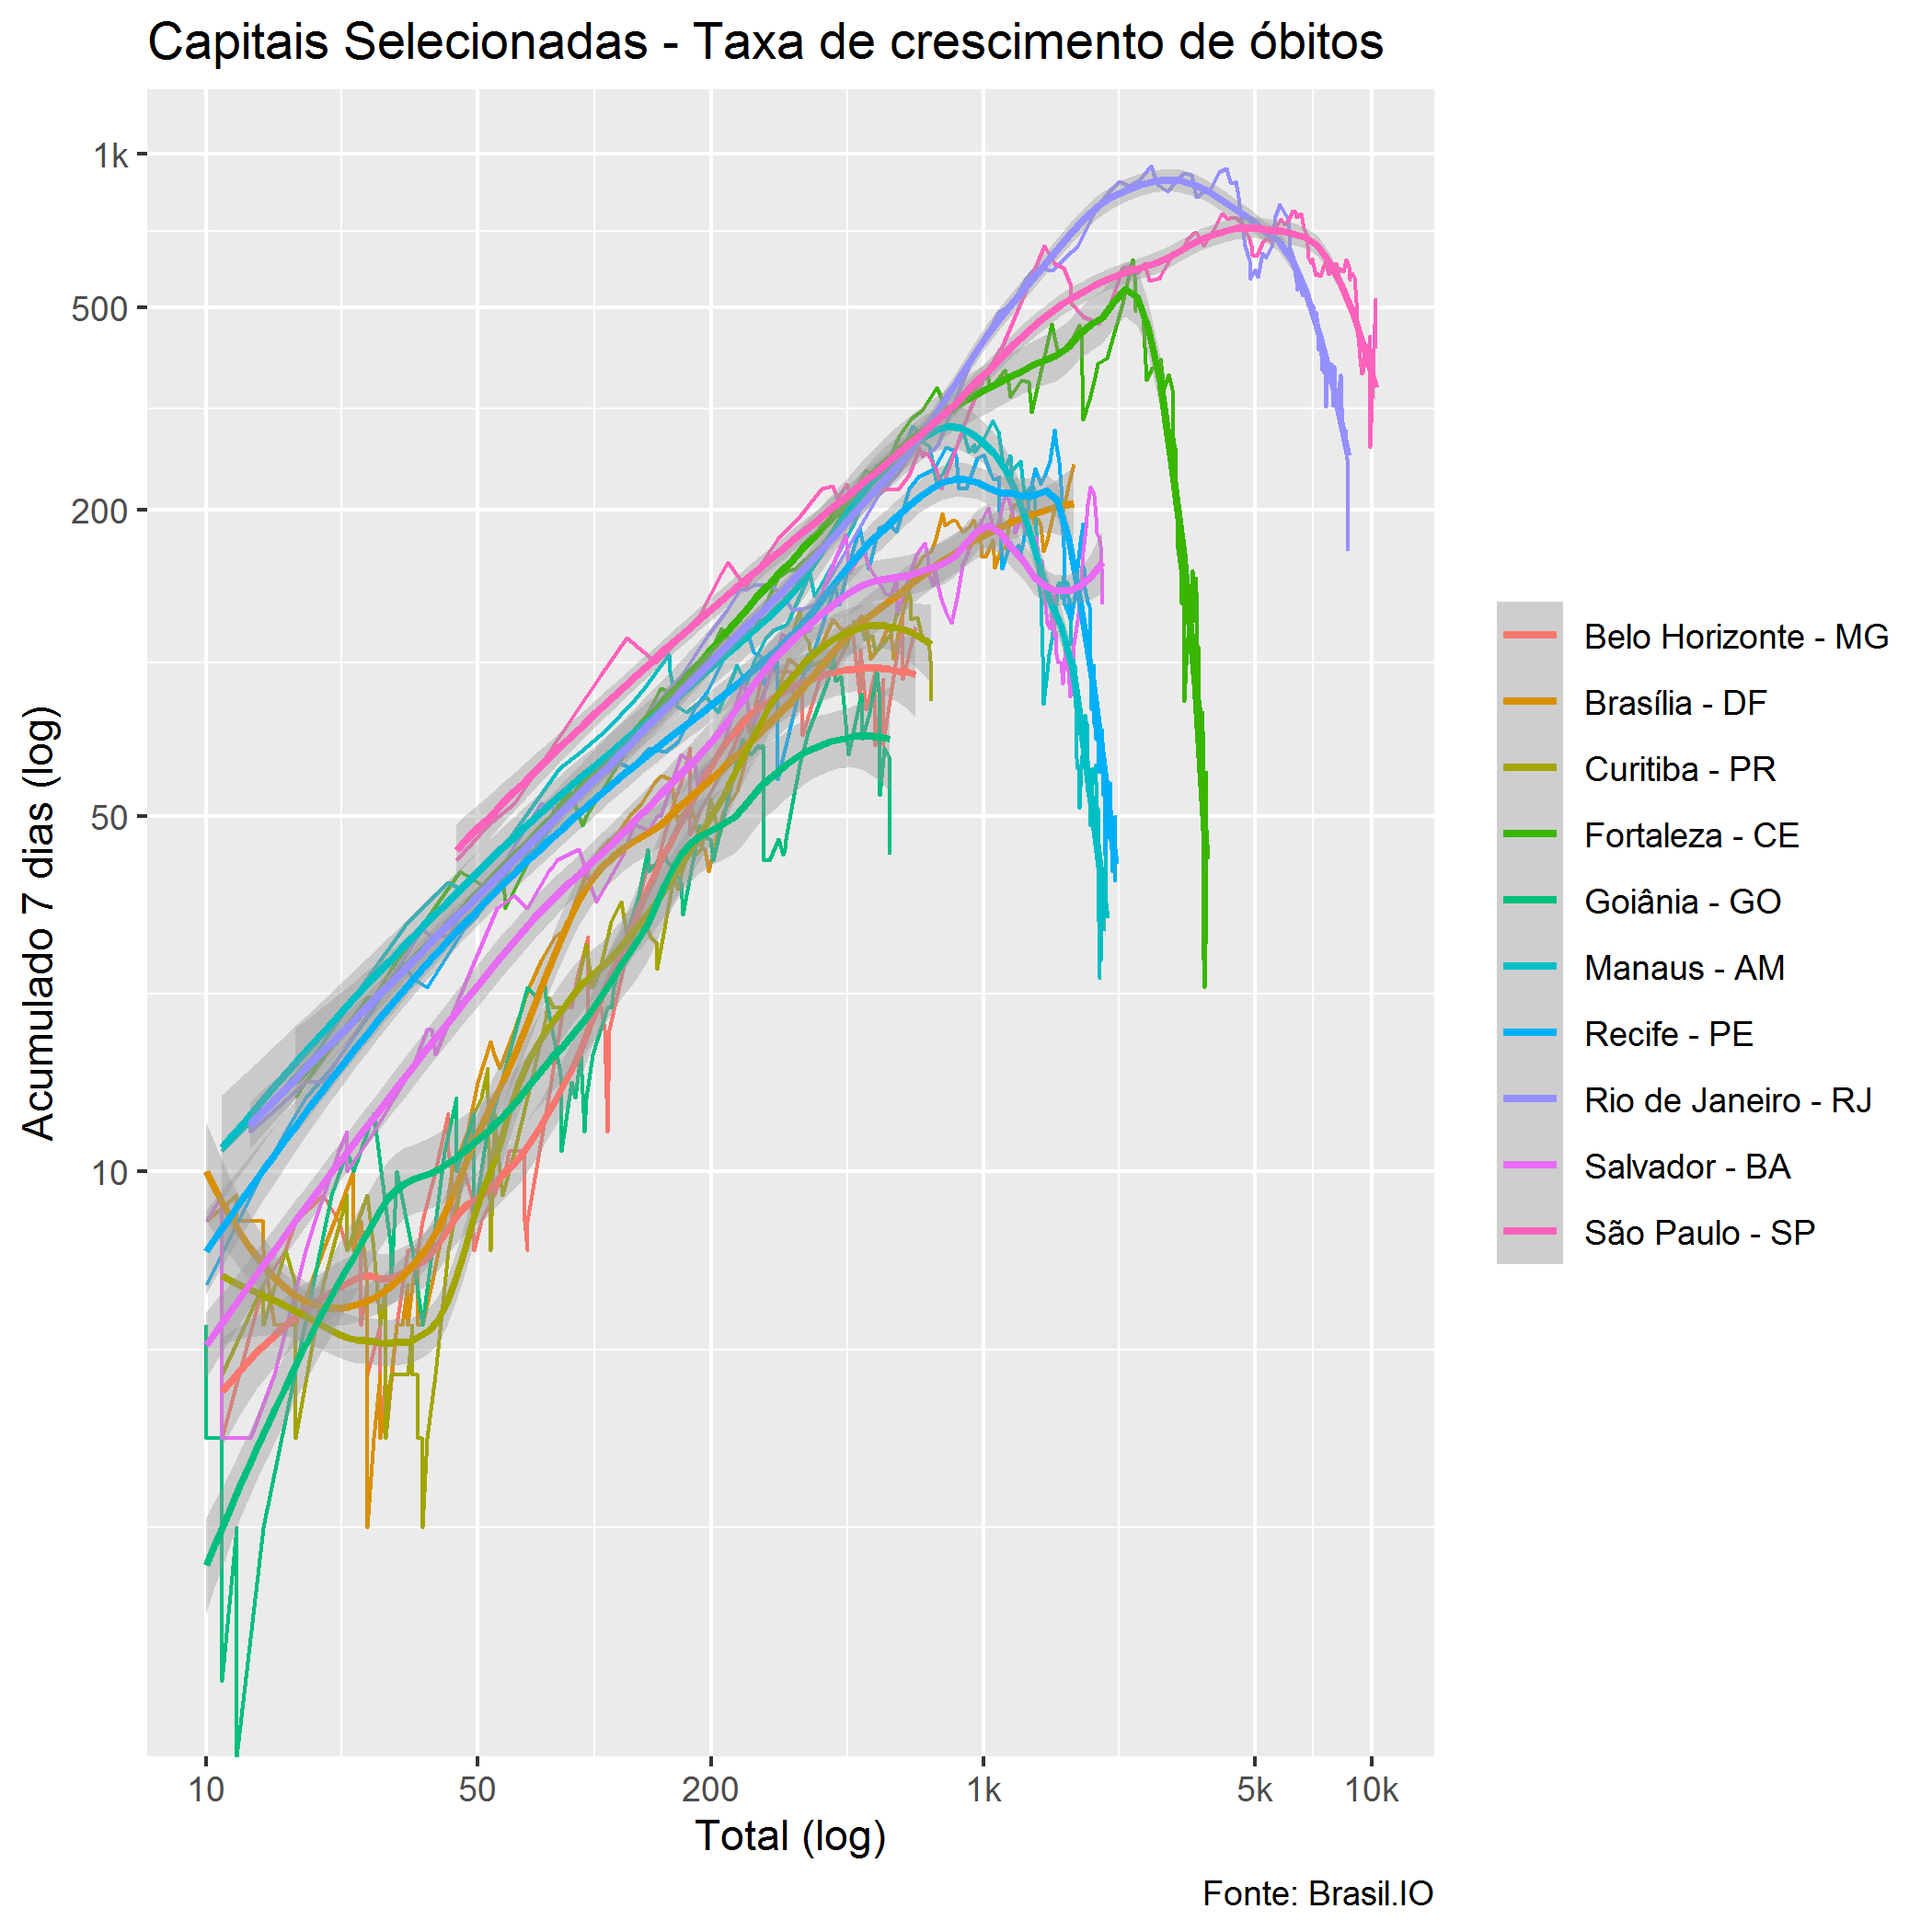 Capitais Selecionadas - Taxa de crescimento de óbitos
Acumulado 7 dias (log)
1k
500
200
50
10
10
50
200
1k
5k
10k
Total (log)
Belo Horizonte - MG
Brasília - DF
Curitiba - PR
Fortaleza - CE
Goiânia - GO
Manaus - AM
Recife - PE
Rio de Janeiro - RJ
Salvador - BA
São Paulo - SP
Fonte: Brasil.IO